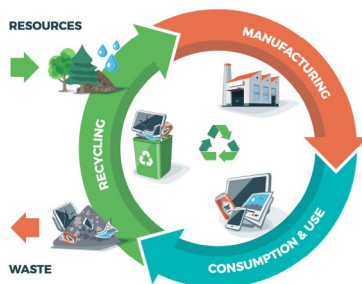 RESOURCES
MANUFACTURING
RECYCLING
CONSUMPTION & USE
WASTE